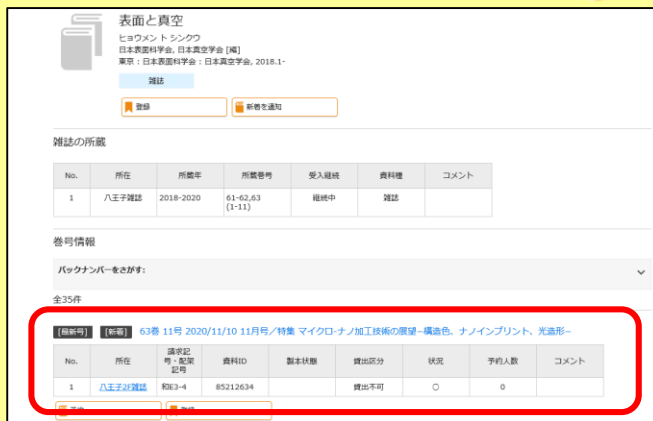 表面と真空
ヒョウメン ト シンクウ
日本表面科学会, 日本真空学会 [編]
東京 : 日本表面科学会 : 日本真空学会, 2018.1-
雑誌
登録
新着を通知
雑誌の所蔵
No. 所在 所蔵年 所蔵巻号 受入継続 資料種 コメント
1 八王子雑誌 2018-2020 61-62,63 継続中 雑誌
(1-11)
巻号情報
バックナンバーをさがす:
全35件
[最新号] [新着] 63巻 11号 2020/11/10 11月号/特集 マイクロ-ナノ加工技術の展望−構造色、ナノインプリント、光造形−
No. 所在 請求記号・配架記号 資料ID 製本状態 貸出区分 状況 予約人数 コメント
1 八王子2F雑誌 和E3-4 85212634 貸出不可 ○ 0